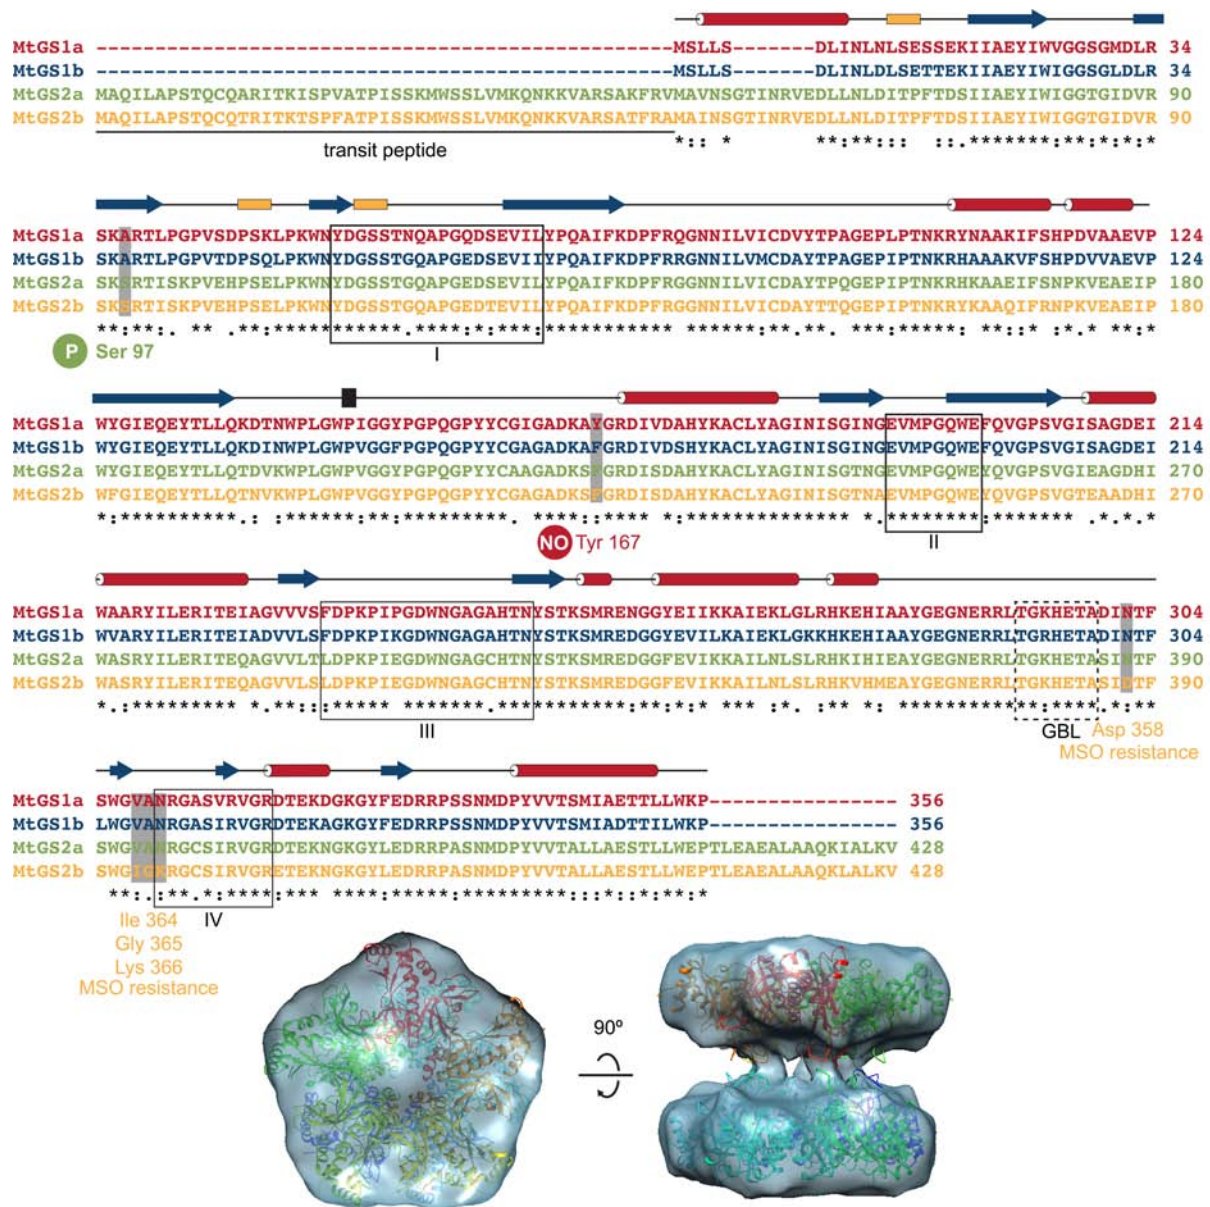 MtGS1a -------------------------------------------------------MSLLS--------DLINLNLSESSEKIIAEYIWVGGSGMDLR 34
MtGS1b -------------------------------------------------------MSLLS--------DLINLDLSETTEKIIAEYIWIGGSGLDLR 34
MtGS2a MAQILAPSTQCQARITKISPVATPISSKMWSSLVMKQNKKVARSAKFRVMAVNSGTINRVEDLLNLDITPFTDSIIAEYIWIGGTGIDVR 90
MtGS2b MAQILAPSTQCQTRITKTSPFATPISSKMWSSLVMKQNKKVARSATFRAMAINSGTINRVEDLLNLDITPFTDSIIAEYIWIGGTGIDVR 90
*:: * **:**::: ::.*******:**:*:*:*
transit peptide
MtGS1a SKARTLPGPVSDPSKLPKWNYDGSSTNQAPGQDSEVILYPQAIFKDPFRQGNNILVICDVYTPAGEPLPTNKRYNAAKIFSHPDVAAEVP 124
MtGS1b SKARTLPGPVTDPSQLPKWNYDGSSTGQAPGEDSEVIIYPQAIFKDPFRRGNNILVMCDAYTPAGEPIPTNKRHAAAKVFSHPDVVAEVP 124
MtGS2a SKSRTISKPVEHPSELPKWNYDGSSTGQAPGEDSEVILYPQAIFKDPFRGGNNILVICDAYTPQGEPIPTNKRHKAAEIFSNPKVEAEIP 180
MtGS2b SKSRTISKPVEHPSELPKWNYDGSSTGQAPGEDTEVILYPQAIFKDPFRGGNNILVICDAYTTQGEPIPTNKRYKAAQIFRNPKVEAEIP 180
**:**:. ** .**:***********.****:*:***:*********** ******:**.**. ***:*****: **::* :*.* **:*
P Ser 97
I
MtGS1a WYGIEQEYTLLQKDTNWPLGWPIGGYPGPQGPYYCGIGADKAYGRDIVDAHYKACLYAGINISGINGEVMPGQWEFQVGPSVGISAGDEI 214
MtGS1b WYGIEQEYTLLQKDINWPLGWPVGGFPGPQGPYYCGAGADKAFGRDIVDSHYKACLYAGINISGINGEVMPGQWEFQVGPSVGISAGDEI 214
MtGS2a WYGIEQEYTLLQTDVKWPLGWPVGGYPGPQGPYYCAAGADKSFGRDISDAHYKACLYAGINISGTNGEVMPGQWEYQVGPSVGIEAGDHI 270
MtGS2b WFGIEQEYTLLQTNVKWPLGWPVGGYPGPQGPYYCGAGADKSFGRDISDAHYKACLYAGINISGTNAEVMPGQWEYQVGPSVGTEAADHI 270
*:**********.: :******:**:*********. ****::**** *:************** *.********:******* .*.*.*
NO Tyr 167
II
MtGS1a WAARYILERITEIAGVVVSFDPKPIPGDWNGAGAHTNYSTKSMRENGGYEIIKKAIEKLGLRHKEHIAAYGEGNERRLTGKHETADINTF 304
MtGS1b WVARYILERITEIADVVLSFDPKPIKGDWNGAGAHTNYSTKSMREDGGYEVILKAIEKLGKKHKEHIAAYGEGNERRLTGRHETADINTF 304
MtGS2a WASRYILERITEQAGVVLTLDPKPIEGDWNGAGCHTNYSTKSMREDGGFEVIKKAILNLSLRHKIHIEAYGEGNERRLTGKHETASINTF 390
MtGS2b WASRYILERITEQAGVVLSLDPKPIEGDWNGAGCHTNYSTKSMREDGGFEVIKKAILNLSLRHKVHMEAYGEGNERRLTGKHETASIDTF 390
*.:********* *.**:::***** *******.***********:**:*:* *** :*. :** *: ************:****.*:**
III
GBL
Asp 358
MSO resistance
MtGS1a SWGVANRGASVRVGRDTEKDGKGYFEDRRPSSNMDPYVVTSMIAETTLLWKP---------------- 356
MtGS1b LWGVANRGASIRVGRDTEKAGKGYFEDRRPSSNMDPYVVTSMIADTTILWKP---------------- 356
MtGS2a SWGVANRGCSIRVGRDTEKNGKGYLEDRRPASNMDPYVVTALLAESTLLWEPTLEAEALAAQKIALKV 428
MtGS2b SWGIGKRGCSIRVGRETEKNGKGYLEDRRPASNMDPYVVTALLAESTLLWEPTLEAEALAAQKLALKV 428
**:.:**.*:****:*** ****:*****:*********:::*::*:**:*
Ile 364
Gly 365
Lys 366
MSO resistance
IV
90º